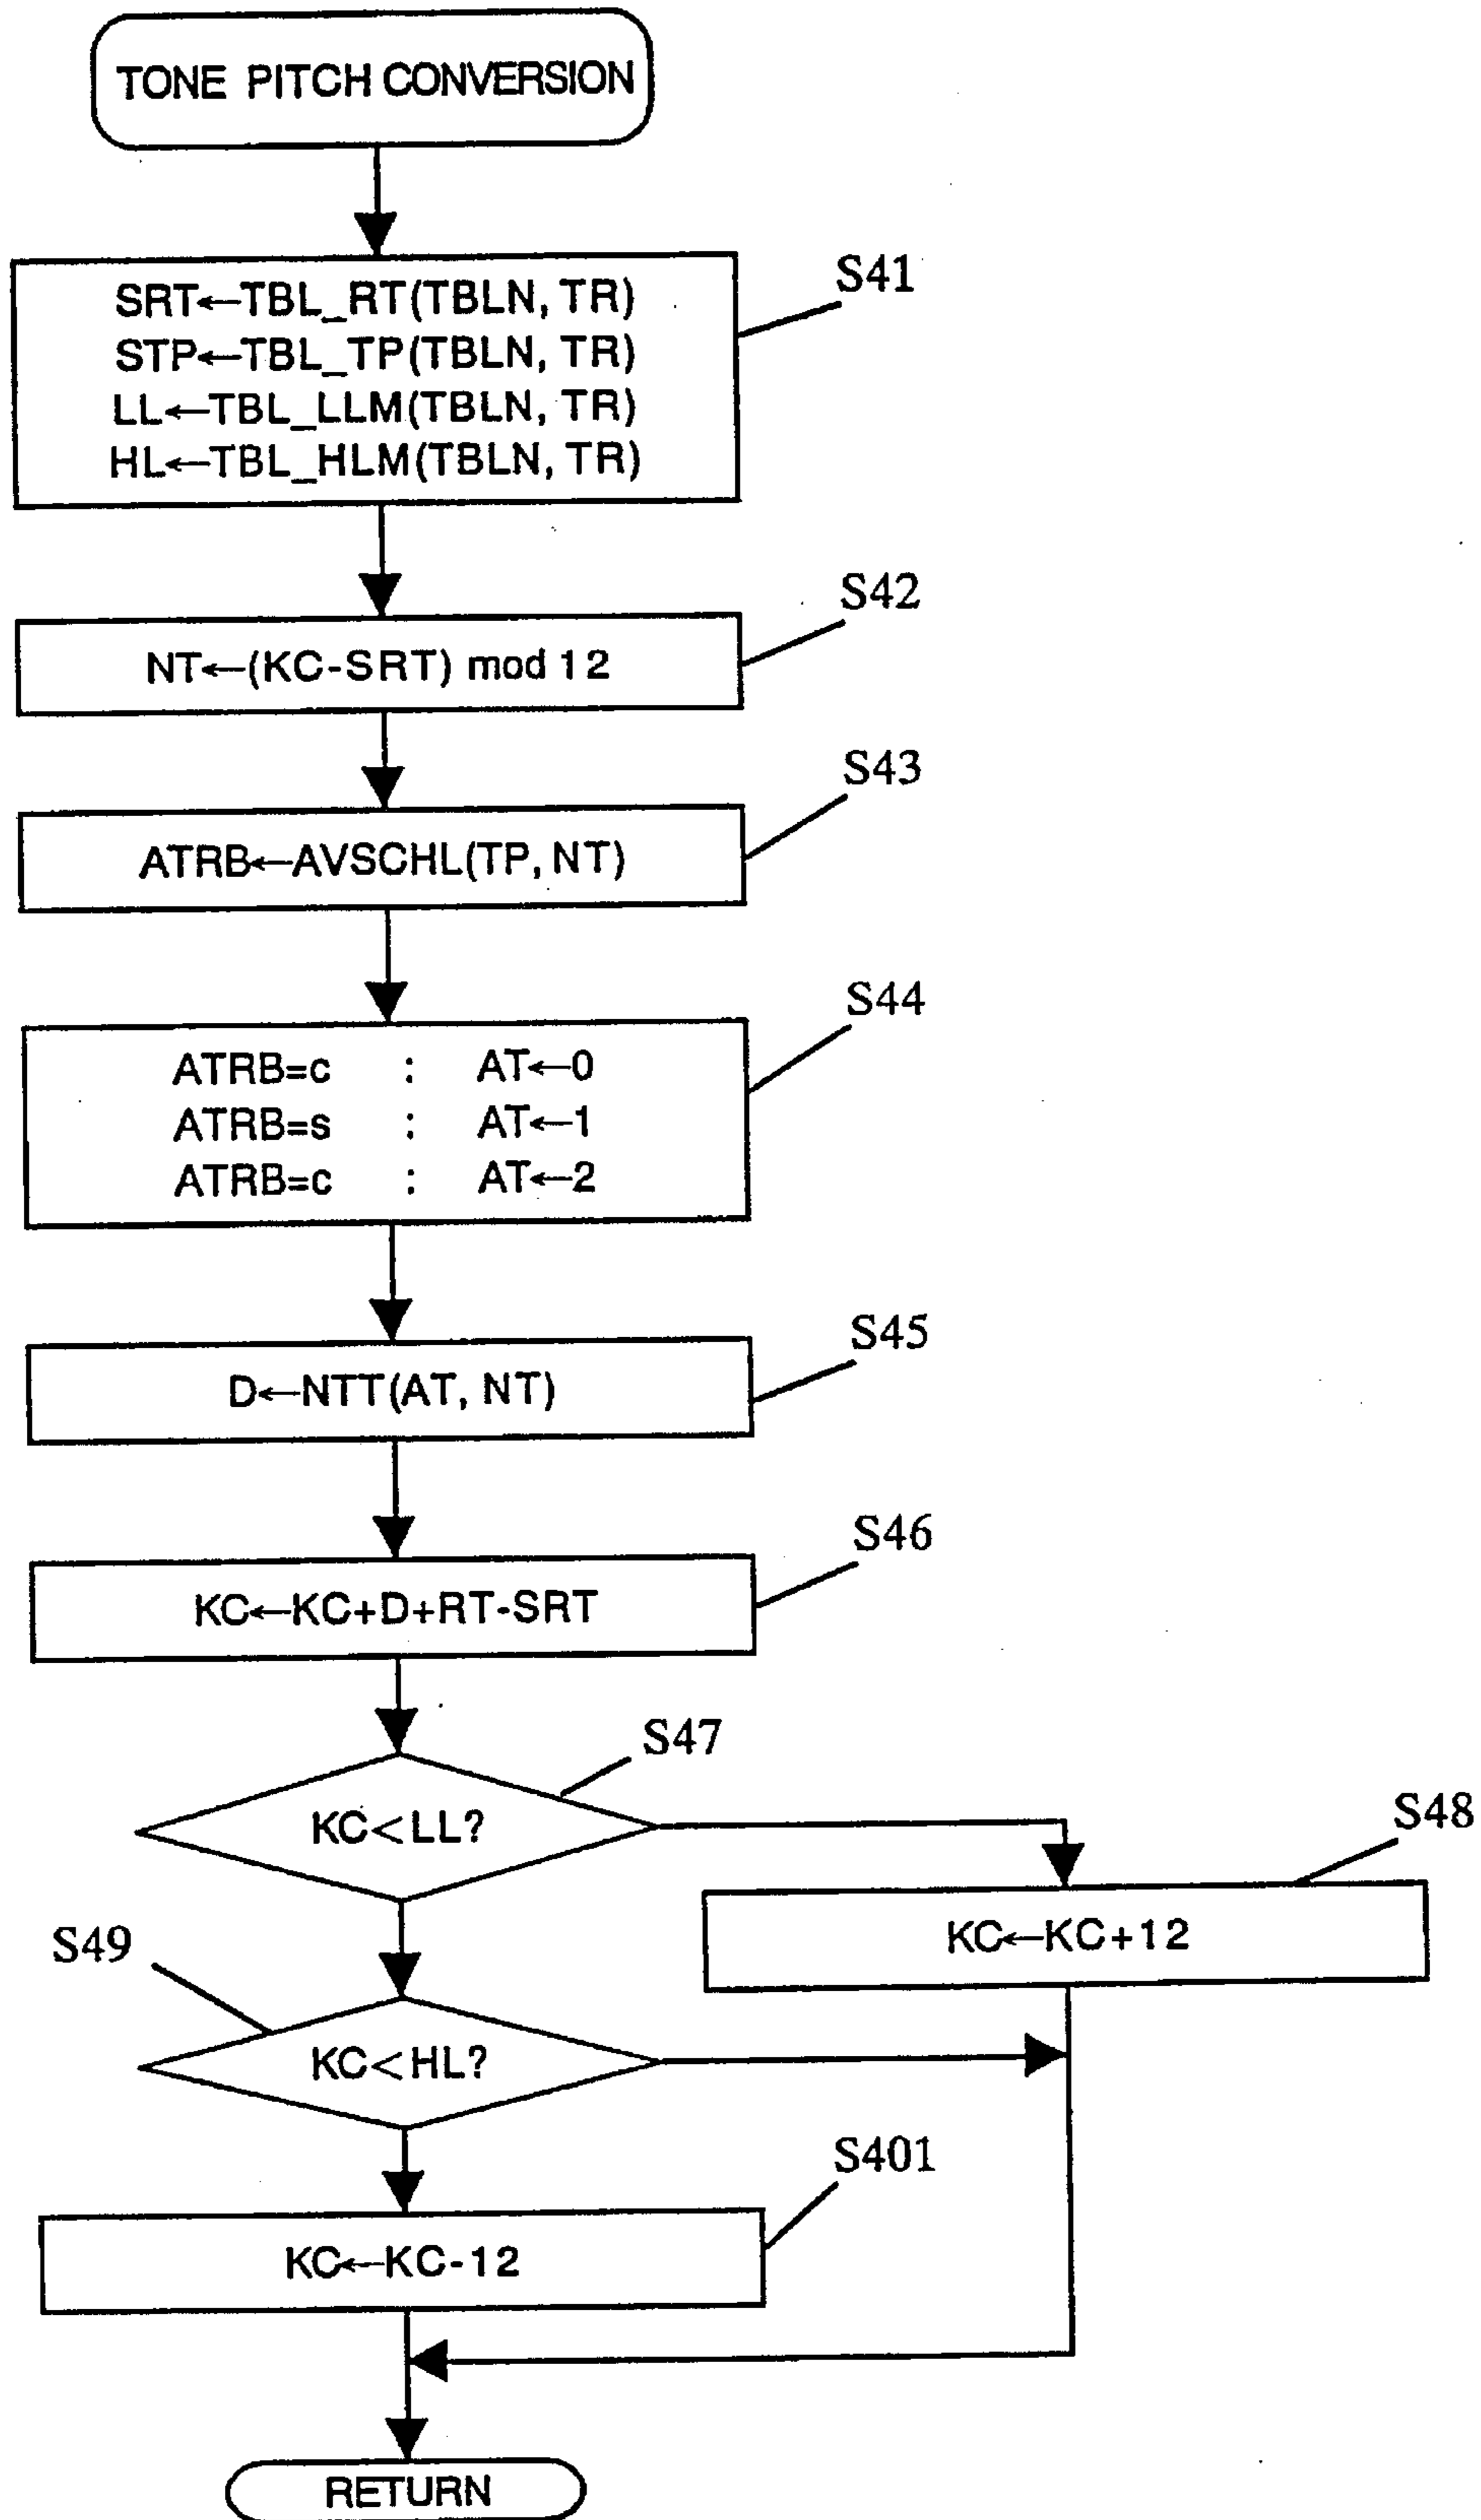 TONE PITCH CONVERSION
S41
SRT←TBL_RT(TBLN, TR)
STP←TBL_TP(TBLN, TR)
LL←TBL_LLM(TBLN, TR)
HL←TBL_HLM(TBLN, TR)
S42
NT←(KC-SRT) mod 12
S43
ATRB←AVSCHL(TP, NT)
S44
ATRB=c : AT←0
ATRB=s : AT←1
ATRB=c : AT←2
S45
D←NTT(AT, NT)
S46
KC←KC+D+RT-SRT
S47
KC<LL?
S48
KC←KC+12
S49
KC<HL?
S401
KC←KC-12
RETURN